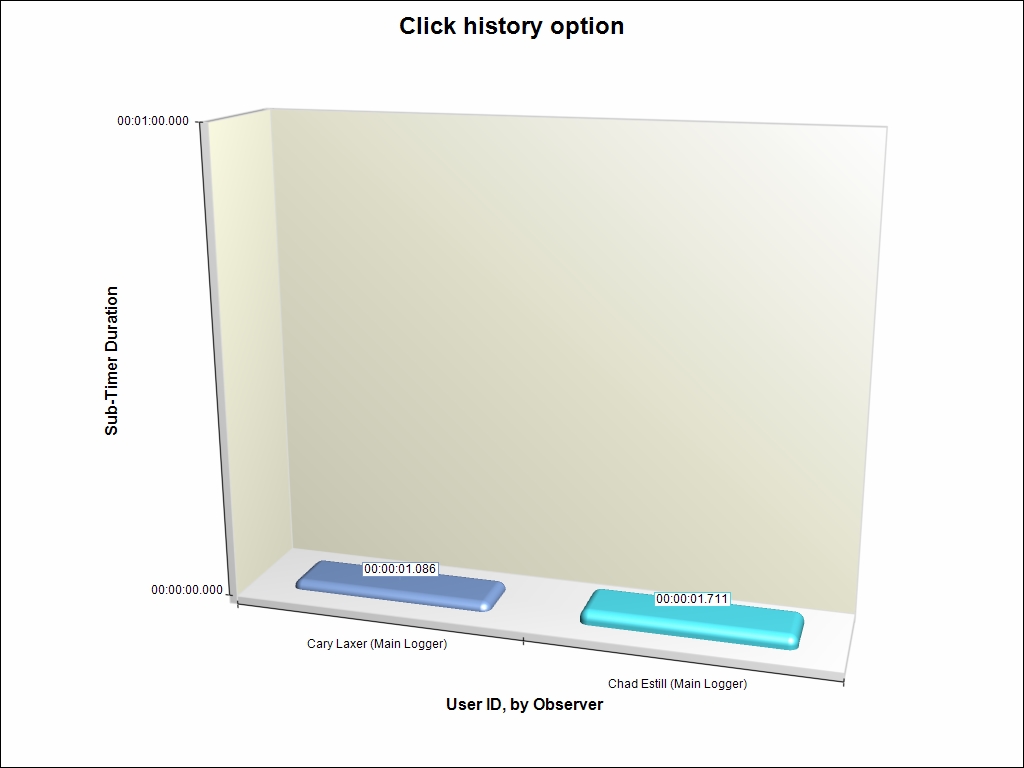 Click history option
00:01:00.000
Sub-Timer Duration
00:00:00.000
00:00:01.086
00:00:01.711
Cary Laxer (Main Logger)
Chad Estill (Main Logger)
User ID, by Observer